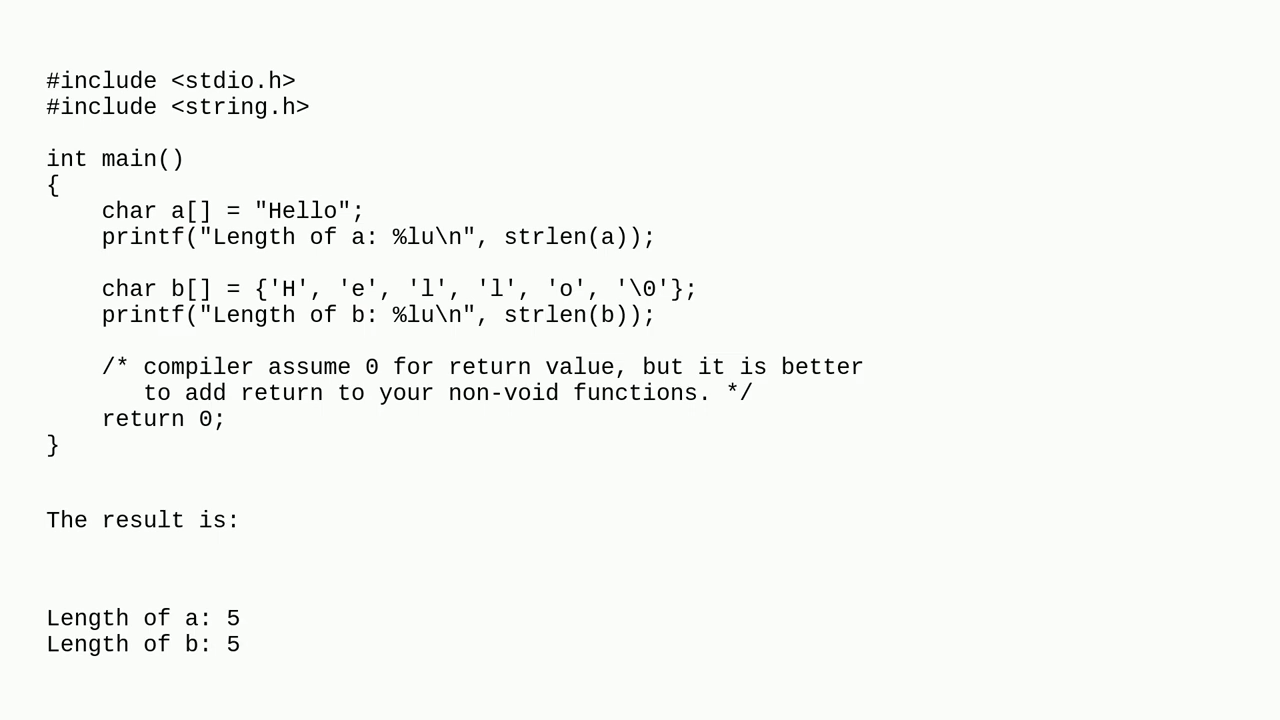 #include <stdio.h>
#include <string.h>
int main()
{
    char a[] = "Hello";
    printf("Length of a: %lu\n", strlen(a));
    char b[] = {'H', 'e', 'l', 'l', 'o', '\0'};
    printf("Length of b: %lu\n", strlen(b));
    /* compiler assume 0 for return value, but it is better
       to add return to your non-void functions. */
    return 0;
}
The result is:
Length of a: 5
Length of b: 5